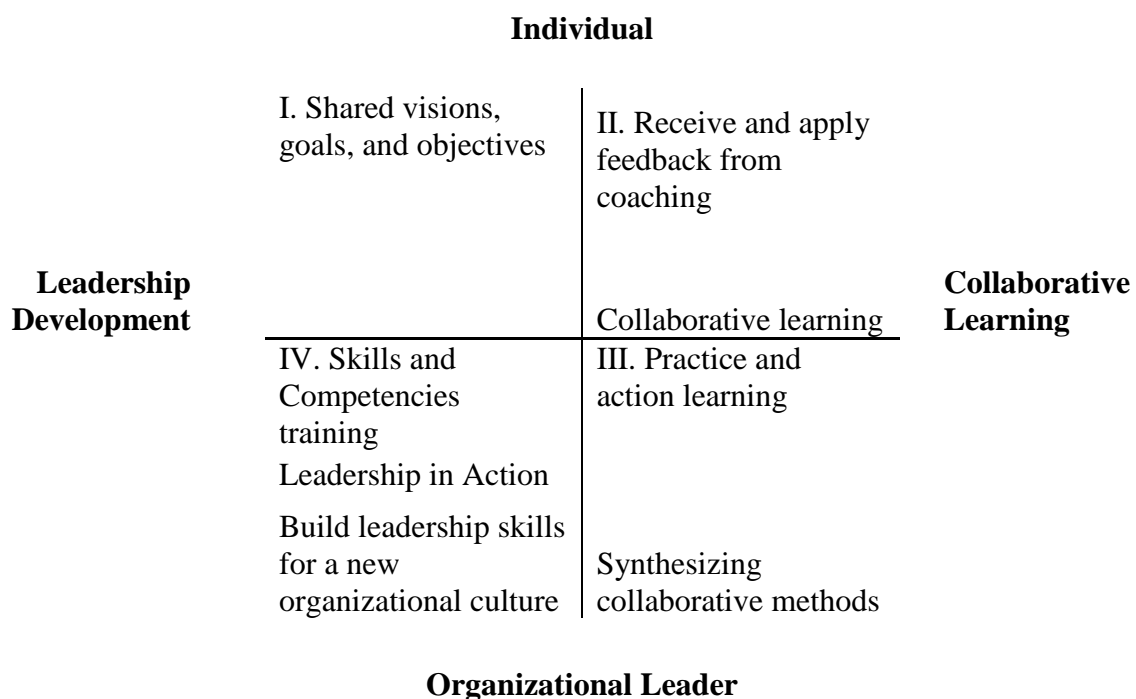 Individual
I. Shared visions,
goals, and objectives
II. Receive and apply
feedback from
coaching
Leadership
Development
Collaborative learning
Collaborative
Learning
IV. Skills and
Competencies
training
Leadership in Action
Build leadership skills
for a new
organizational culture
III. Practice and
action learning
Synthesizing
collaborative methods
Organizational Leader